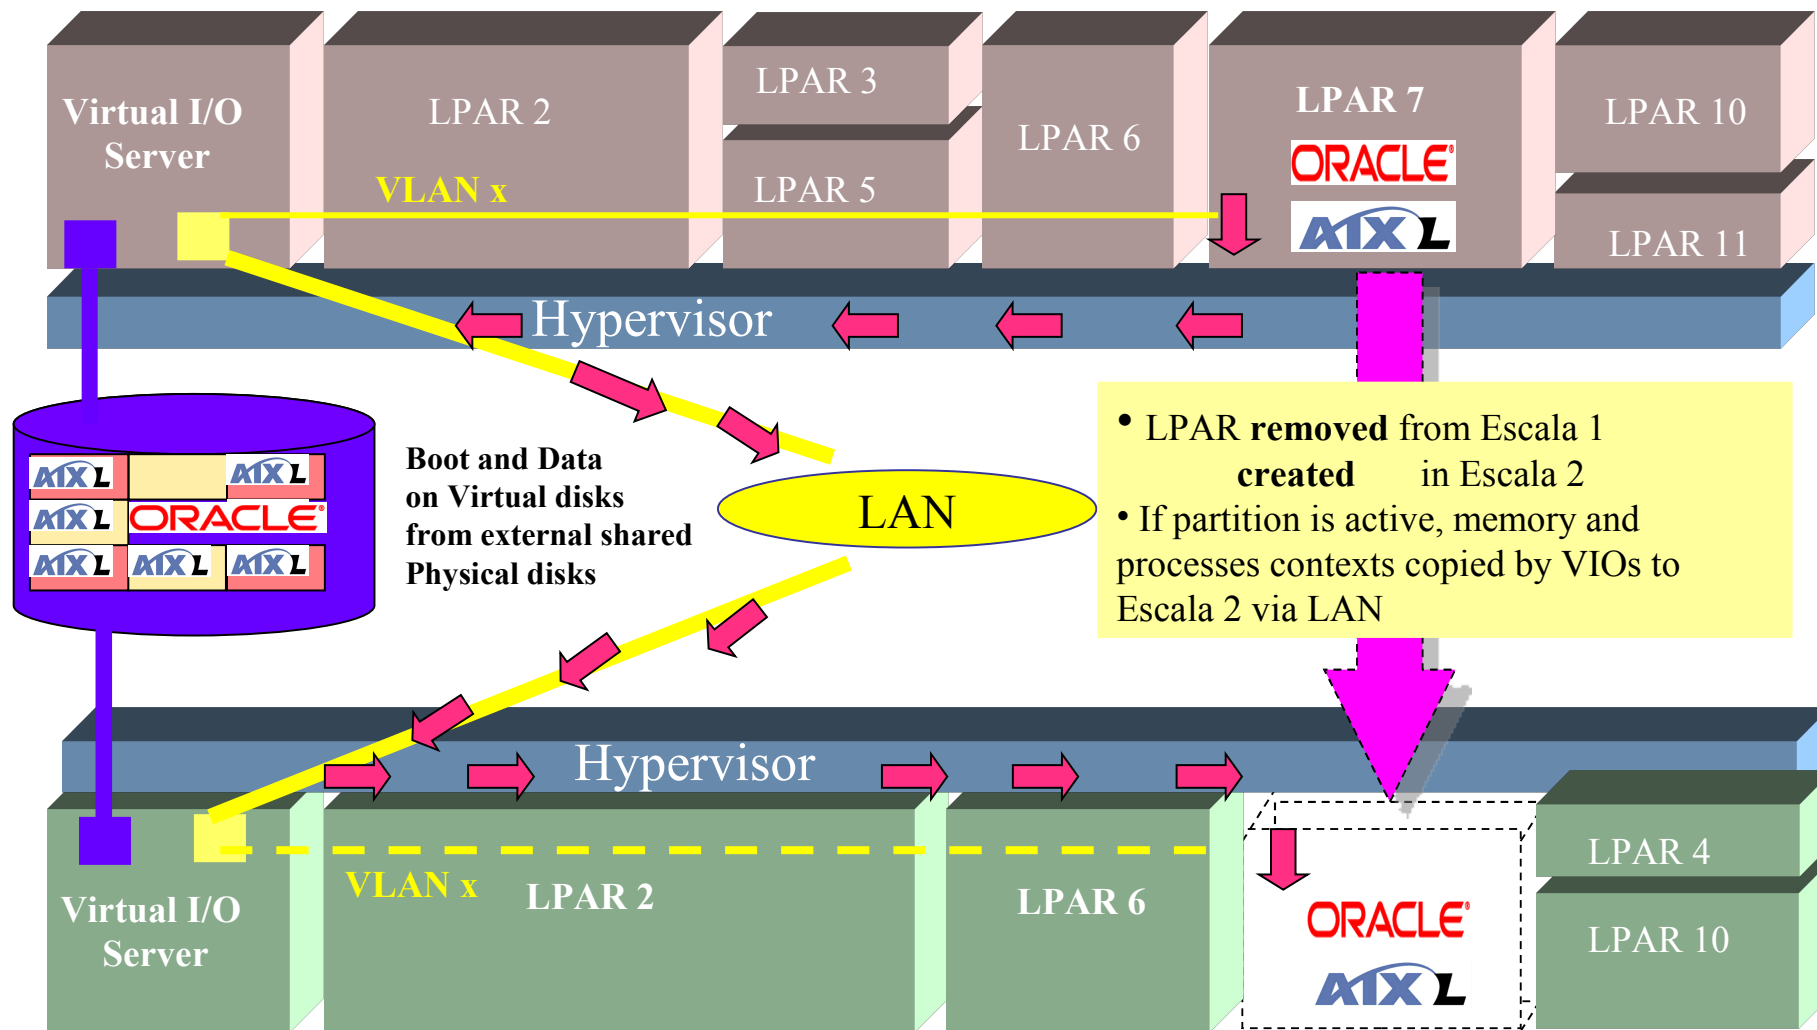 Virtual I/O
Server
LPAR 2
VLAN x
LPAR 3
LPAR 5
LPAR 6
LPAR 7
ORACLE®
AIX L
LPAR 10
LPAR 11
Hypervisor
AIX L
AIX L
AIX L
ORACLE®
AIX L
AIX L
AIX L
Boot and Data
on Virtual disks
from external shared
Physical disks
LAN
• LPAR removed from Escala 1
created in Escala 2
• If partition is active, memory and
processes contexts copied by VIOs to
Escala 2 via LAN
Hypervisor
Virtual I/O
Server
VLAN x
LPAR 2
LPAR 6
ORACLE®
AIX L
LPAR 4
LPAR 10